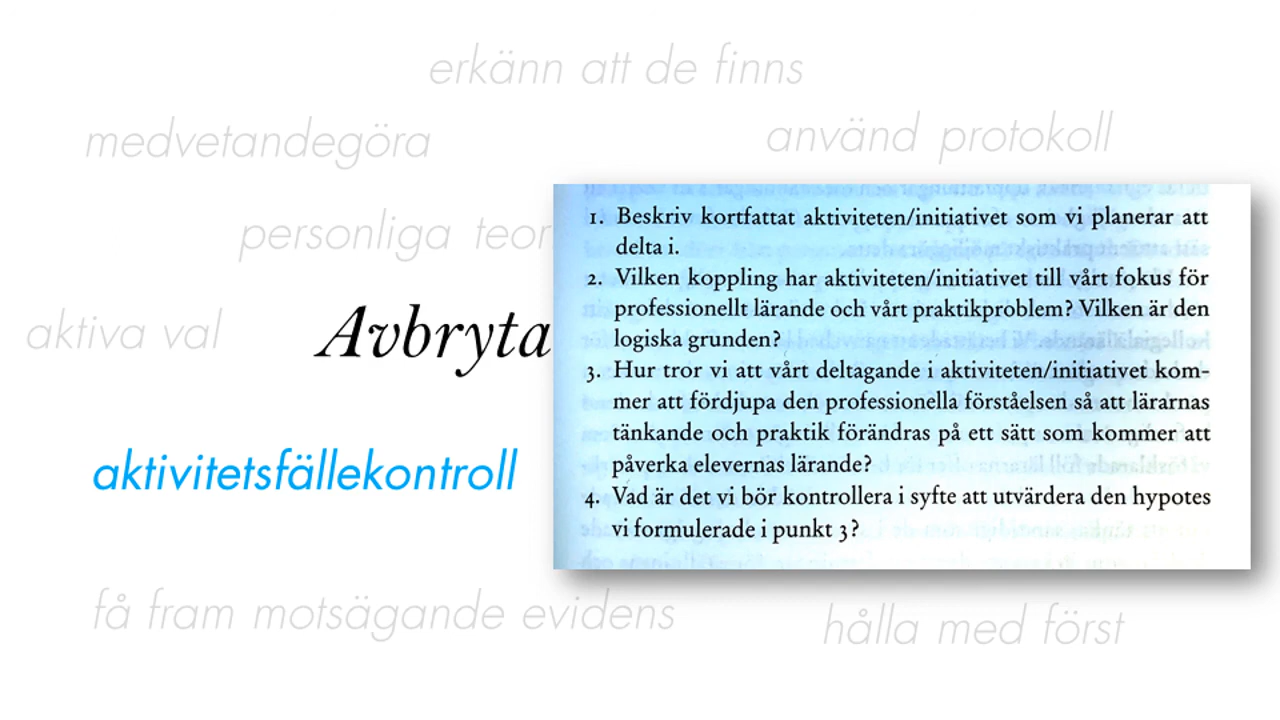 erkänn att de finns
medvetandegöra
använd protokoll
personliga teor
aktiva val
Avbryta
aktivitetsfällekontroll
1. Beskriv kortfattat aktiviteten/initiativet som vi planerar att
delta i.
2. Vilken koppling har aktiviteten/initiativet till vårt fokus för
professionellt lärande och vårt praktikproblem? Vilken är den
logiska grunden?
3. Hur tror vi att vårt deltagande i aktiviteten/initiativet kom-
mer att fördjupa den professionella förståelsen så att lärarnas
tänkande och praktik förändras på ett sätt som kommer att
påverka elevernas lärande?
4. Vad är det vi bör kontrollera i syfte att utvärdera den hypotes
vi formulerade i punkt 3?
få fram motsägande evidens
hålla med först